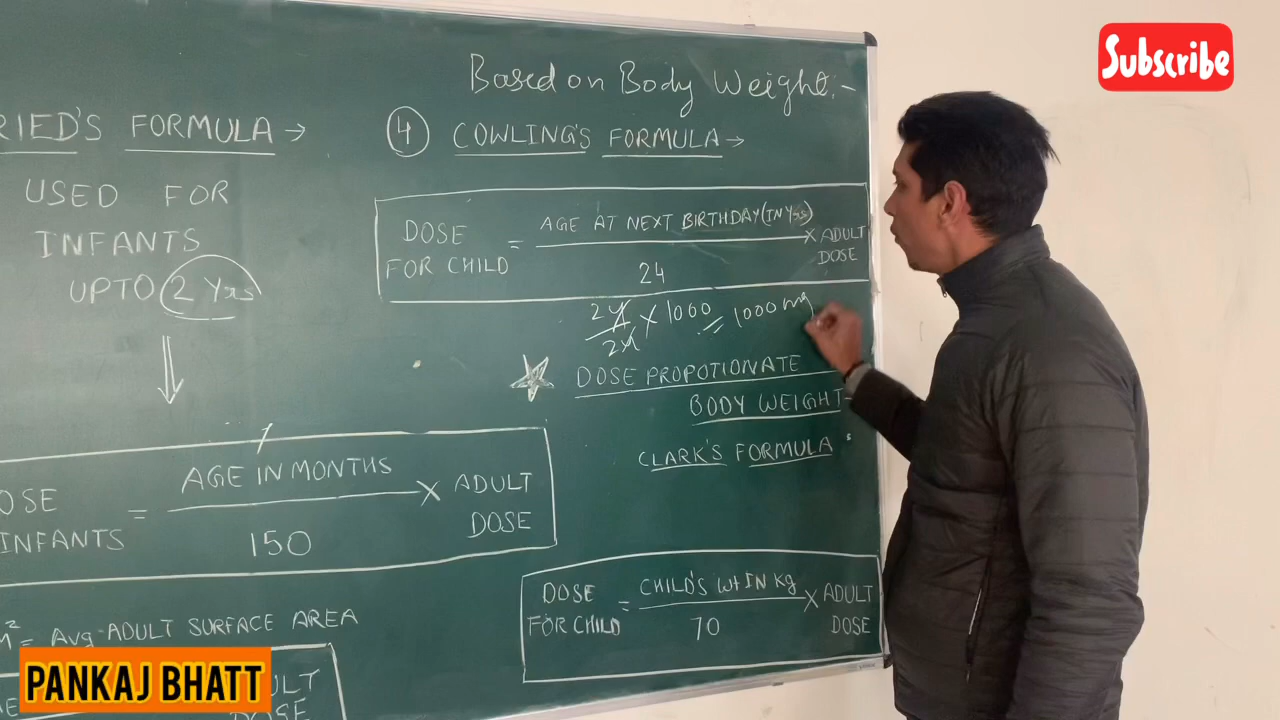 Subscribe
Based on Body Weight:-
RIED'S FORMULA →
USED FOR
INFANTS
UPTO 2 Yrs
④ COWLING'S FORMULA →
DOSE FOR CHILD = AGE AT NEXT BIRTHDAY (IN Yrs) / 24 X ADULT DOSE
24/24 X 1000 = 1000 mg
DOSE PROPOTIONATE
BODY WEIGHT
CLARK'S FORMULA
OSE INFANTS = AGE IN MONTHS / 150 X ADULT DOSE
DOSE FOR CHILD = CHILD'S Wt IN Kg / 70 X ADULT DOSE
M² = Avg-ADULT SURFACE AREA
ULT
DOSE
PANKAJ BHATT